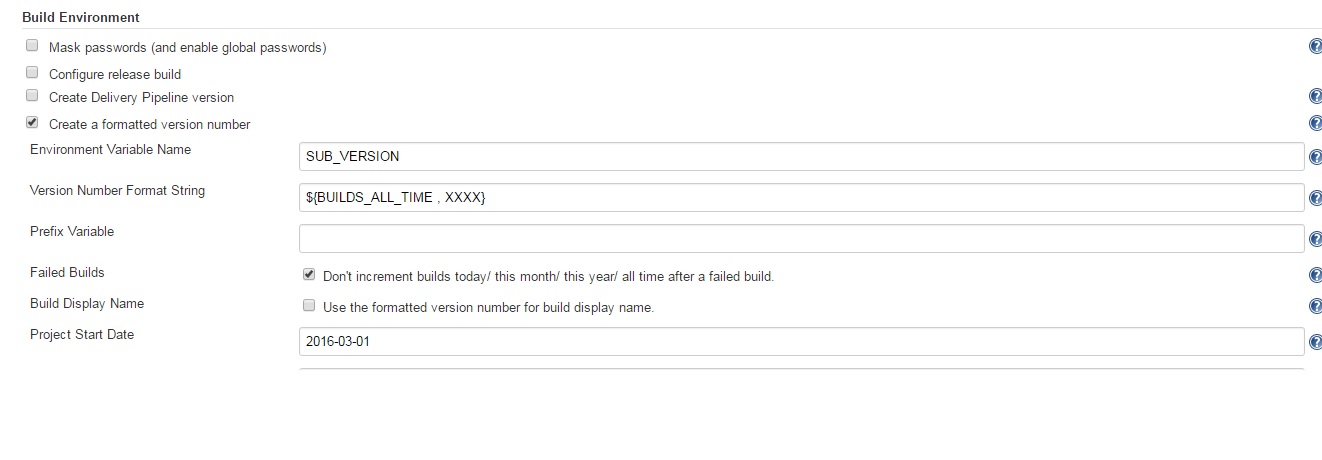 Build Environment
Mask passwords (and enable global passwords)
Configure release build
Create Delivery Pipeline version
Create a formatted version number
Environment Variable Name
SUB_VERSION
Version Number Format String
${BUILDS_ALL_TIME , XXXX}
Prefix Variable
Failed Builds
Don't increment builds today/ this month/ this year/ all time after a failed build.
Build Display Name
Use the formatted version number for build display name.
Project Start Date
2016-03-01